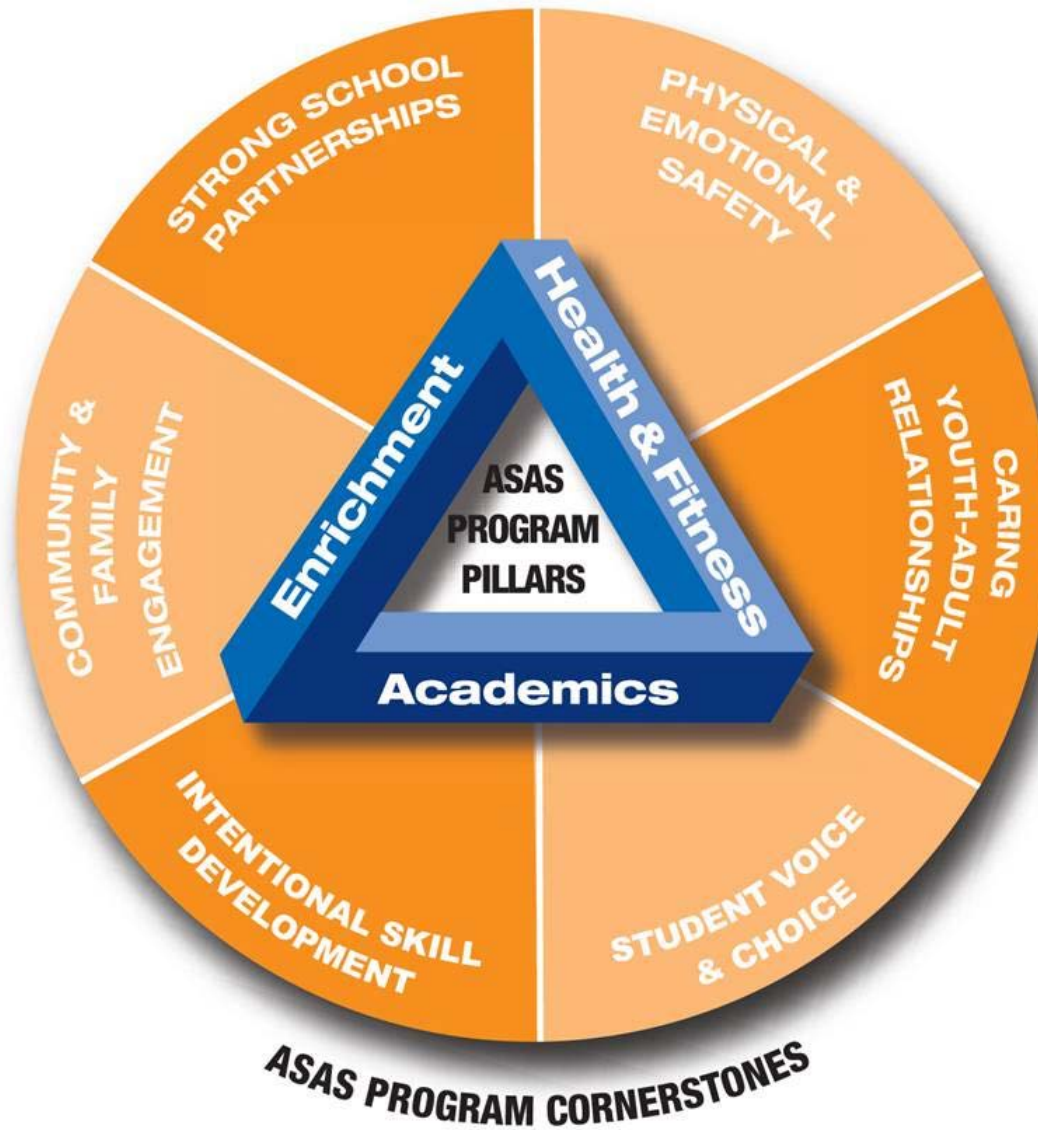 STRONG SCHOOL
PARTNERSHIPS
PHYSICAL &
EMOTIONAL
SAFETY
CARING
YOUTH-ADULT
RELATIONSHIPS
STUDENT VOICE
& CHOICE
INTENTIONAL SKILL
DEVELOPMENT
COMMUNITY &
FAMILY
ENGAGEMENT
Enrichment
Health & Fitness
Academics
ASAS
PROGRAM
PILLARS
ASAS PROGRAM CORNERSTONES